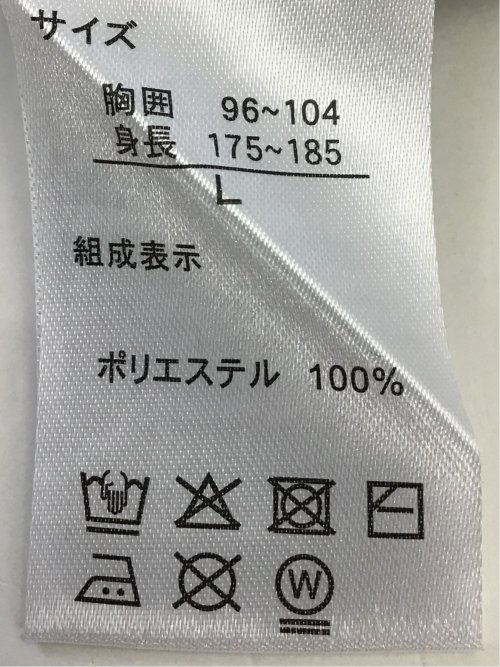 サイズ
胸囲 96~104
身長 175~185
L
組成表示
ポリエステル 100%
W